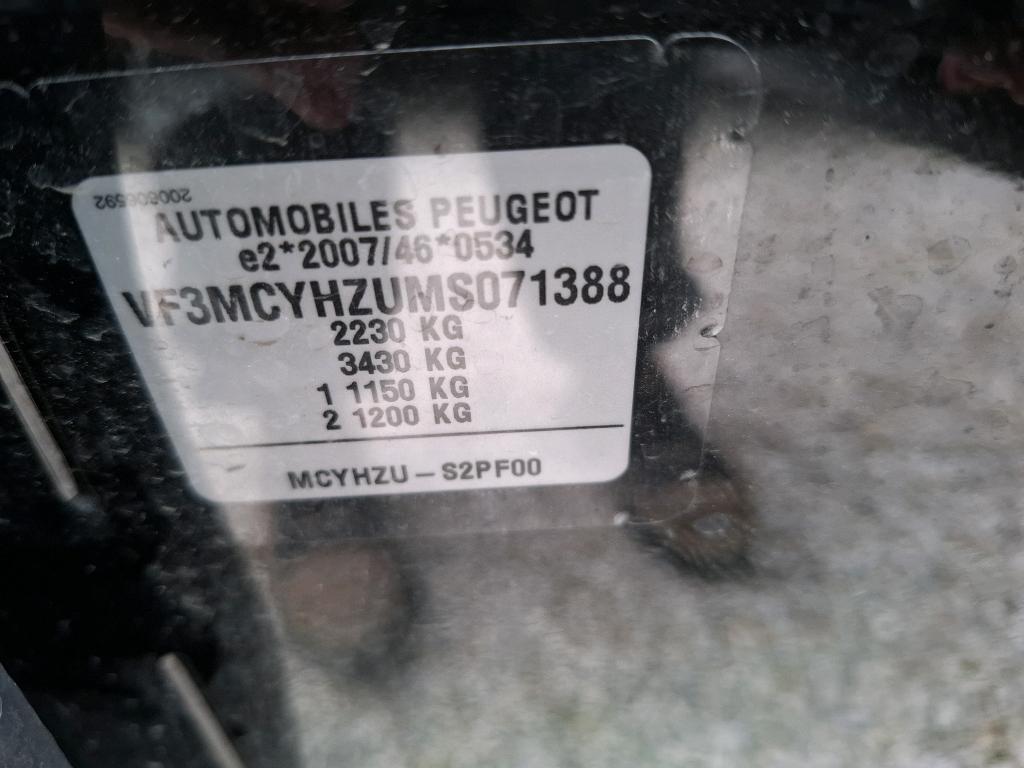 200806592
AUTOMOBILES PEUGEOT
e2*2007/46*0534
VF3MCYHZUMS071388
2230 KG
3430 KG
1 1150 KG
2 1200 KG
MCYHZU – S2PF00